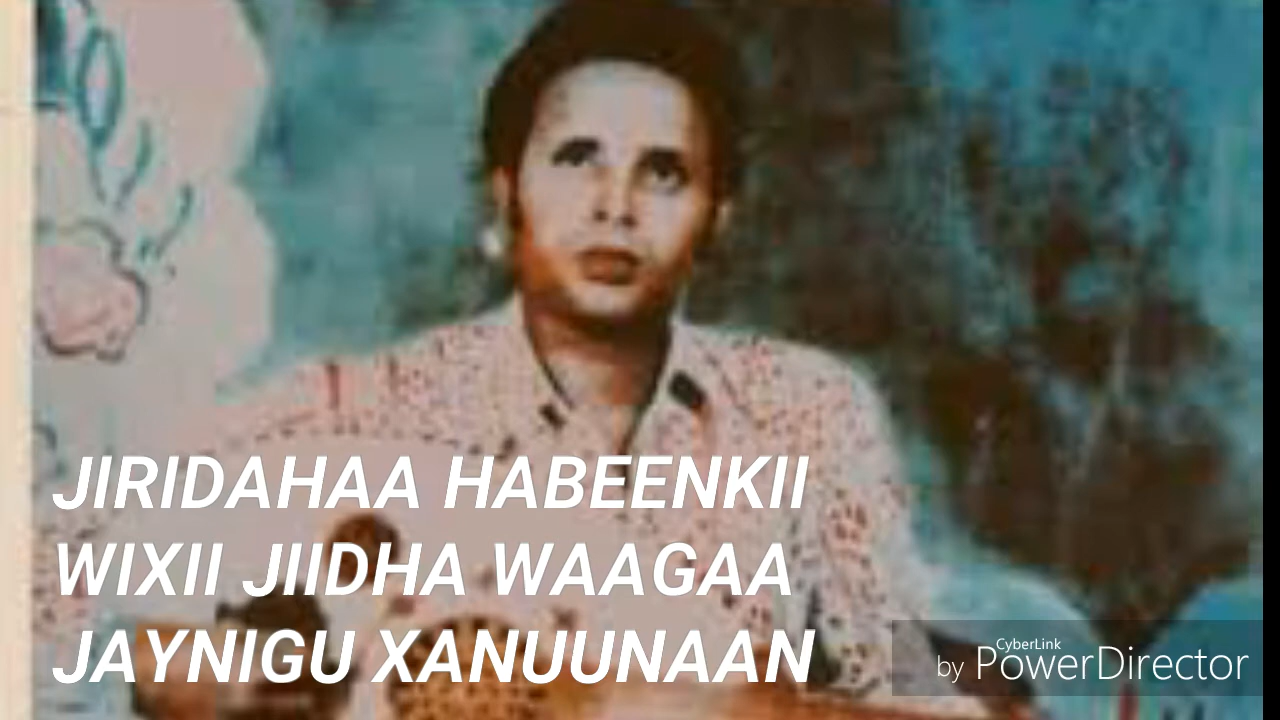 JIRIDAHAA HABEENKII
WIXII JIIDHA WAAGAA
JAYNIGU XANUUNAAN
CyberLink
by PowerDirector